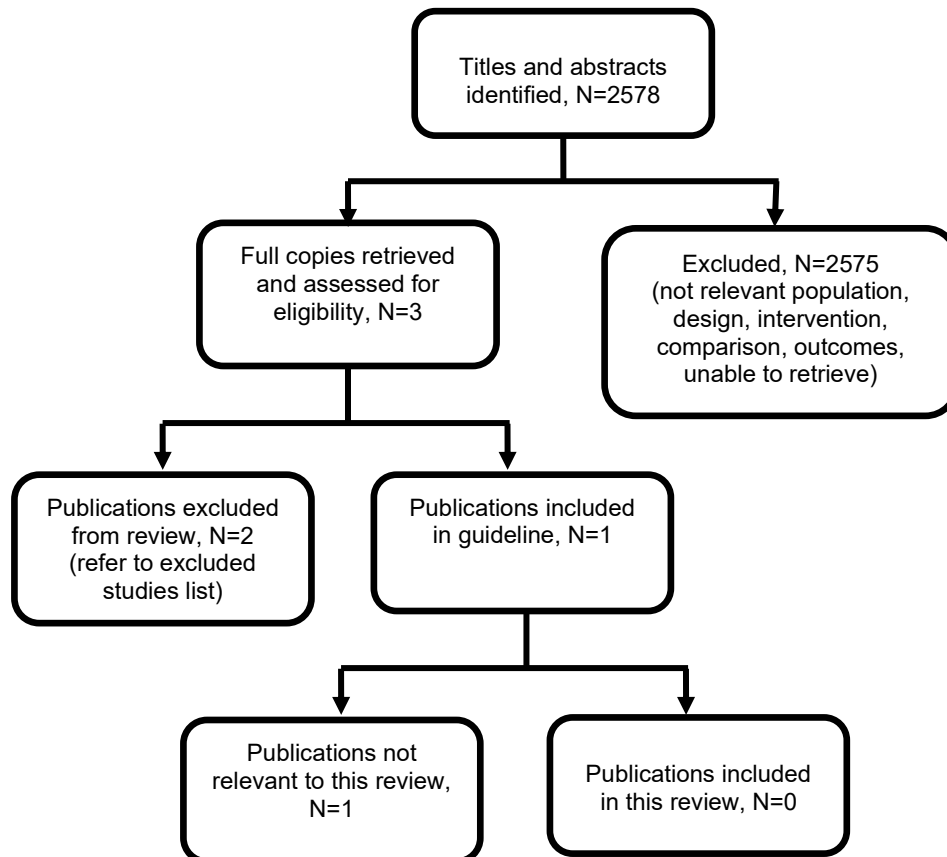 Titles and abstracts
identified, N=2578
Full copies retrieved
and assessed for
eligibility, N=3
Excluded, N=2575
(not relevant population,
design, intervention,
comparison, outcomes,
unable to retrieve)
Publications excluded
from review, N=2
(refer to excluded
studies list)
Publications included
in guideline, N=1
Publications not
relevant to this review,
N=1
Publications included
in this review, N=0